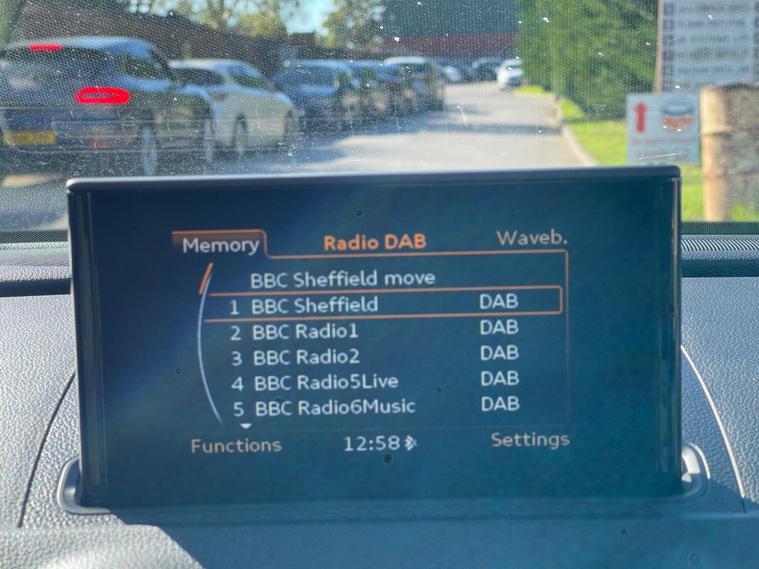 Memory Radio DAB Waveb.
BBC Sheffield move
1 BBC Sheffield DAB
2 BBC Radio1 DAB
3 BBC Radio2 DAB
4 BBC Radio5Live DAB
5 BBC Radio6Music DAB
Functions 12:58 Settings